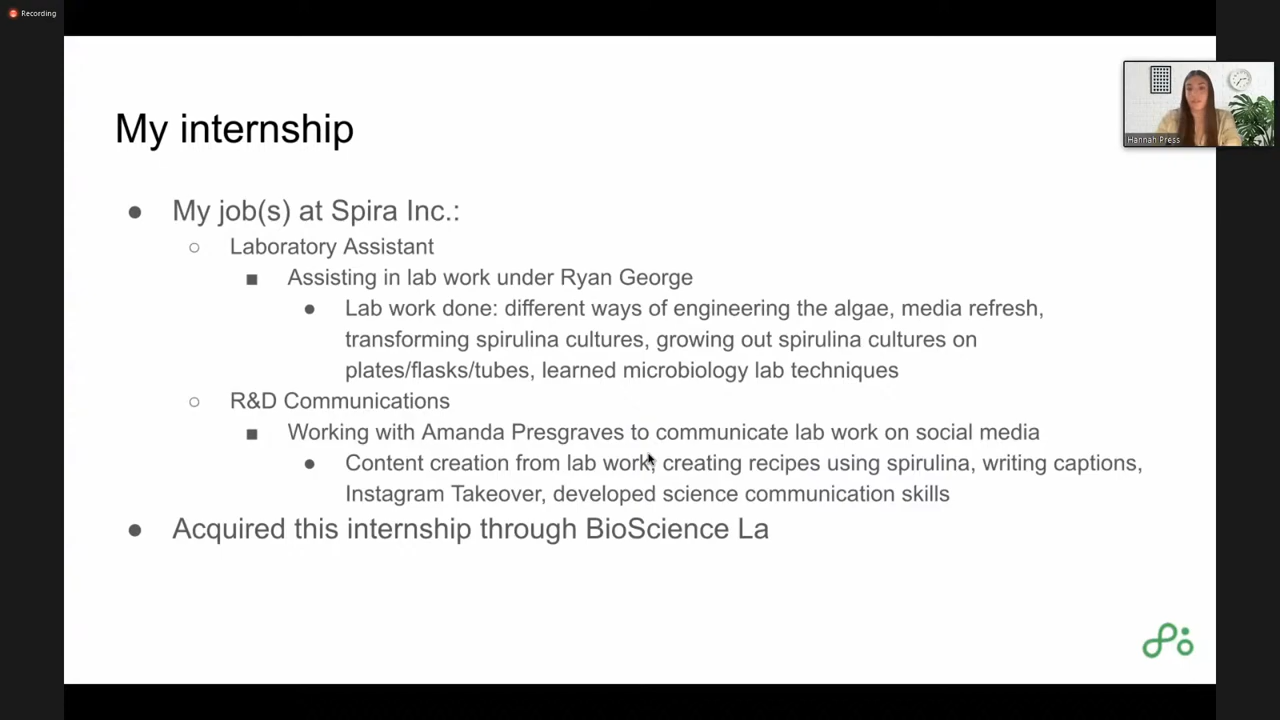 Recording
My internship
Hannah Press
● My job(s) at Spira Inc.:
○ Laboratory Assistant
■ Assisting in lab work under Ryan George
● Lab work done: different ways of engineering the algae, media refresh,
transforming spirulina cultures, growing out spirulina cultures on
plates/flasks/tubes, learned microbiology lab techniques
○ R&D Communications
■ Working with Amanda Presgraves to communicate lab work on social media
● Content creation from lab work, creating recipes using spirulina, writing captions,
Instagram Takeover, developed science communication skills
● Acquired this internship through BioScience La